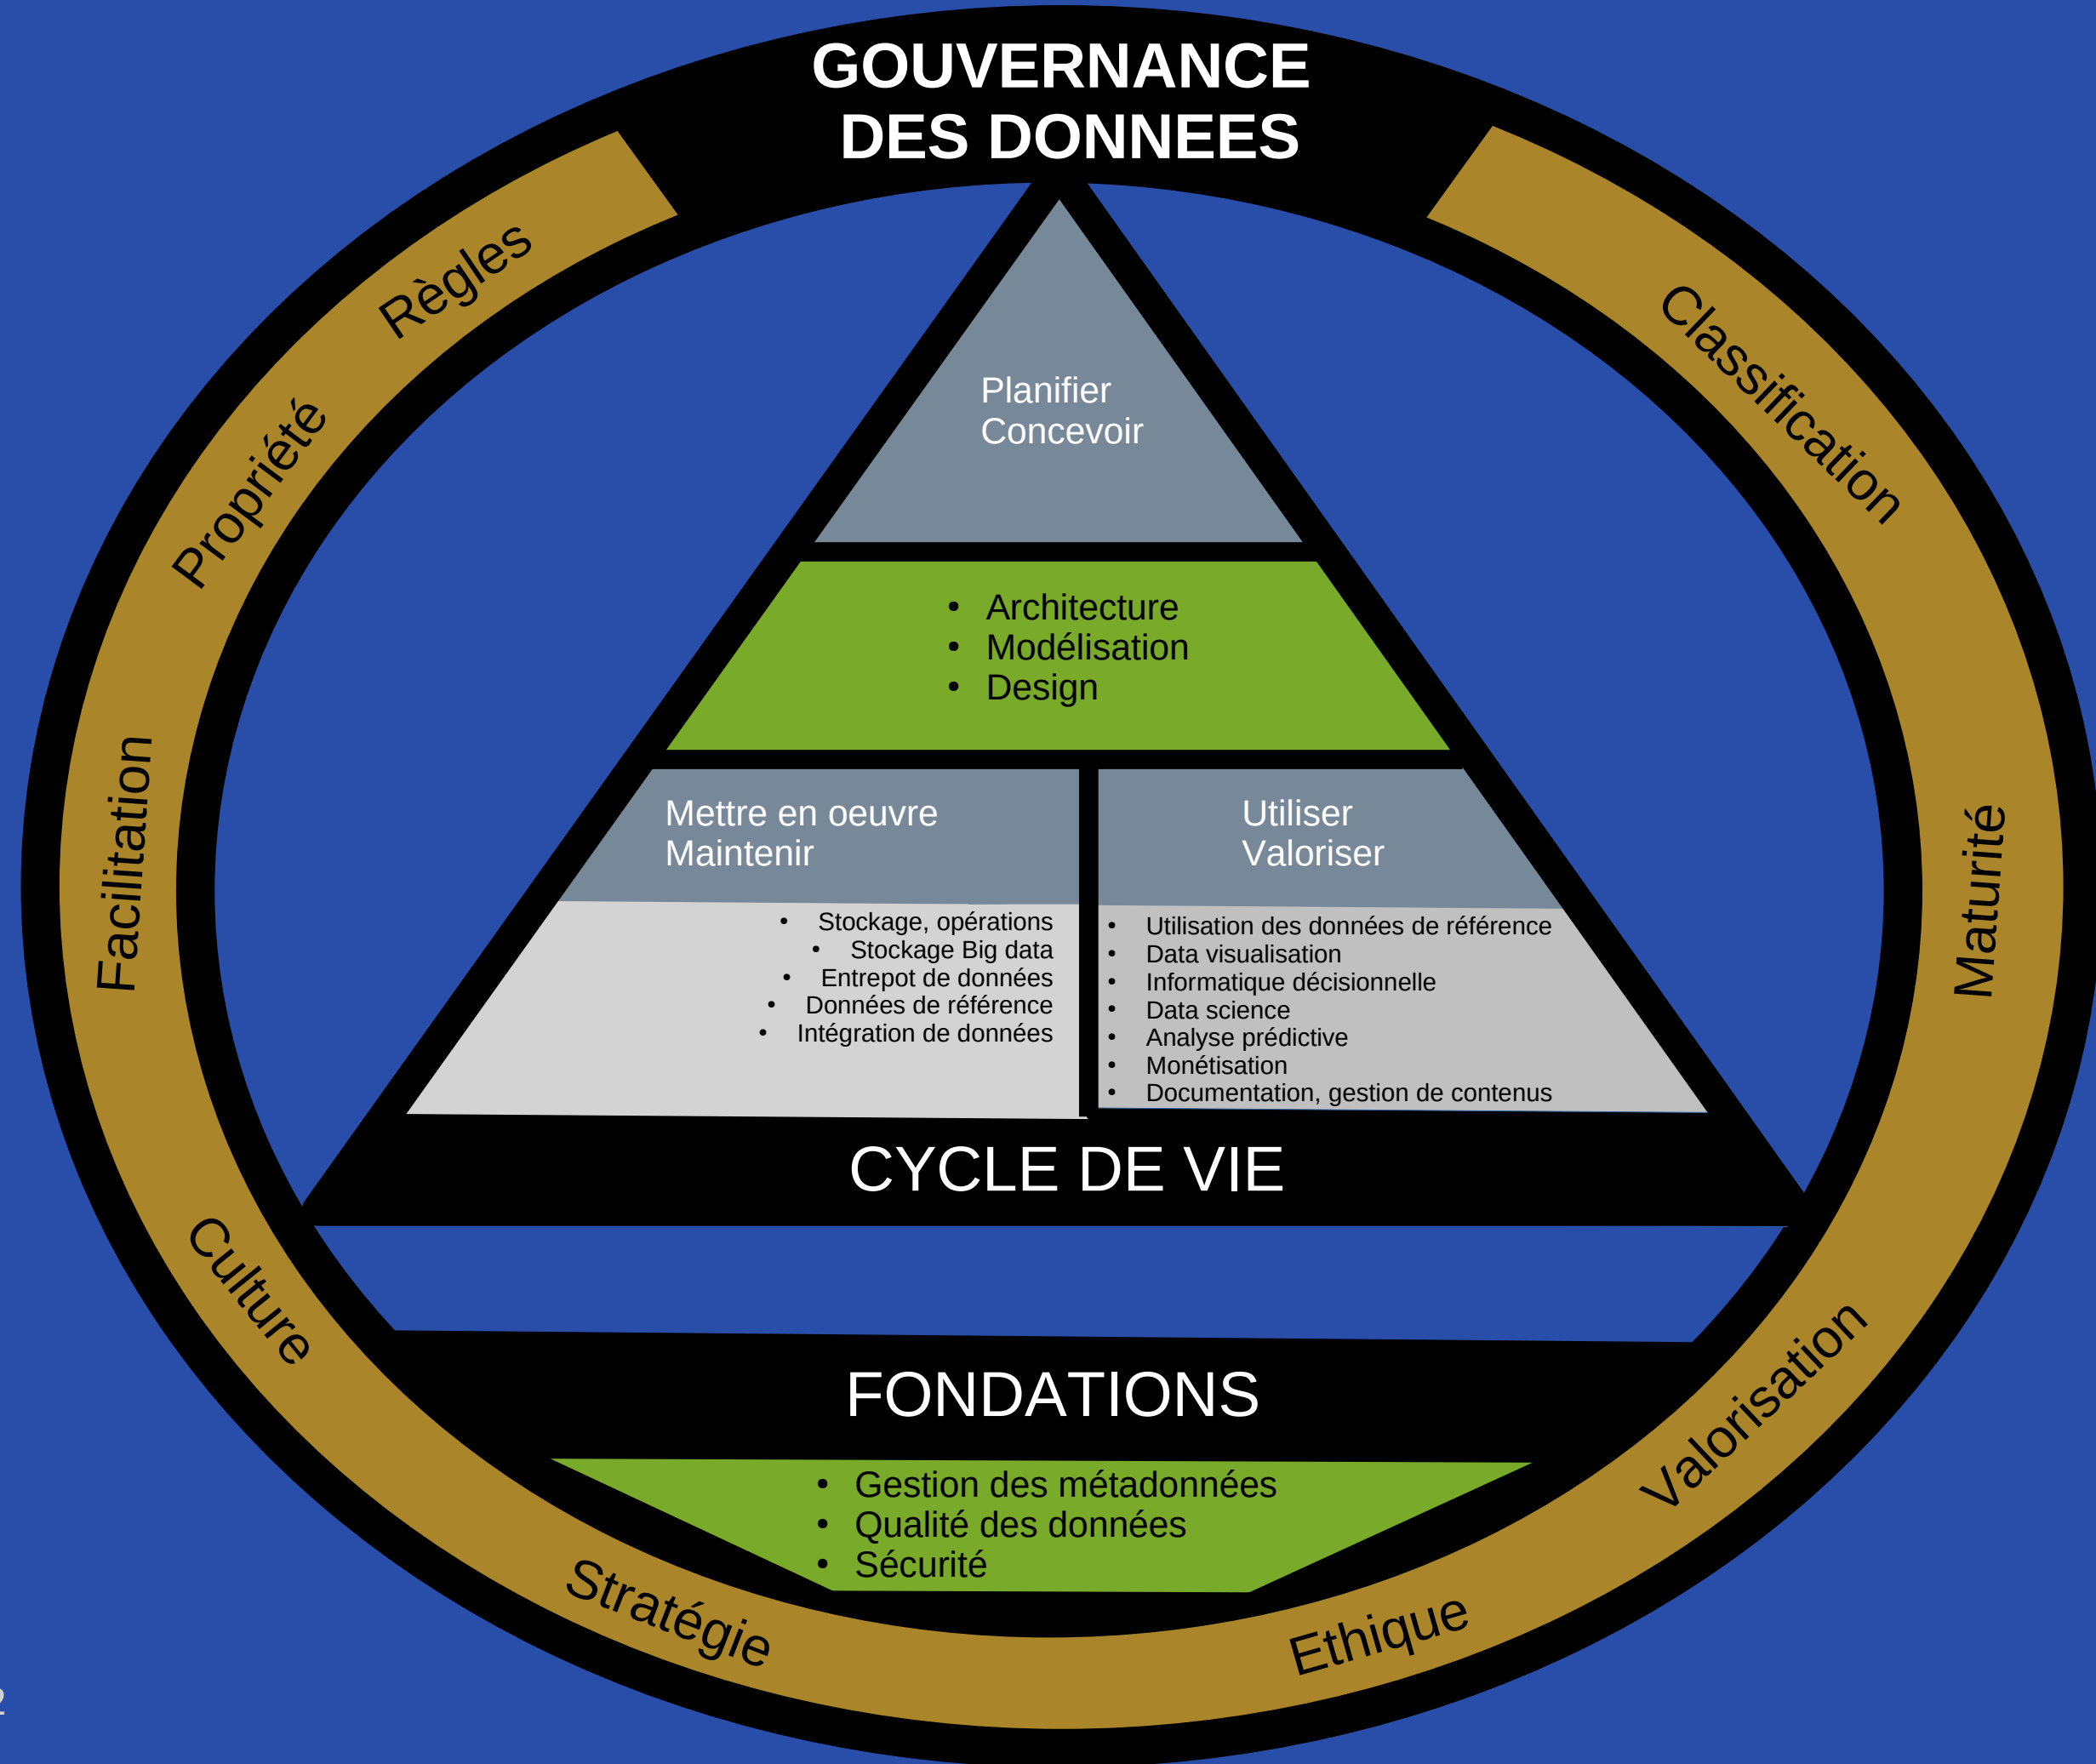 GOUVERNANCE
DES DONNEES
Règles
Classification
Propriété
Planifier
Concevoir
• Architecture
• Modélisation
• Design
Facilitation
Maturité
Mettre en oeuvre
Maintenir
• Stockage, opérations
• Stockage Big data
• Entrepot de données
• Données de référence
• Intégration de données
Utiliser
Valoriser
• Utilisation des données de référence
• Data visualisation
• Informatique décisionnelle
• Data science
• Analyse prédictive
• Monétisation
• Documentation, gestion de contenus
CYCLE DE VIE
Culture
Valorisation
FONDATIONS
• Gestion des métadonnées
• Qualité des données
• Sécurité
Stratégie
Ethique